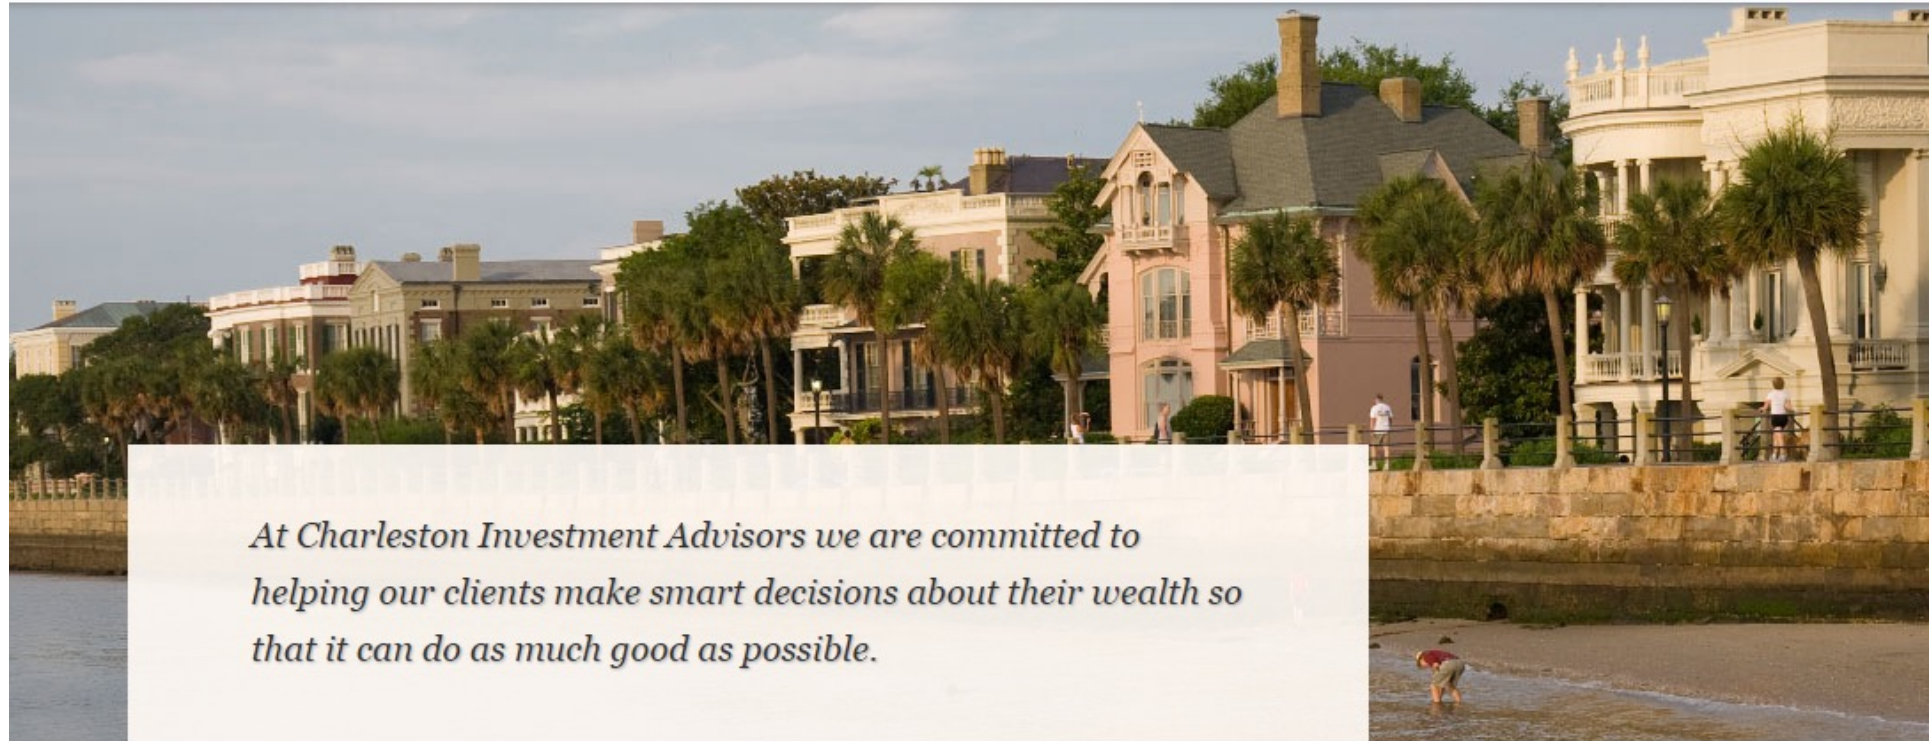 At Charleston Investment Advisors we are committed to
helping our clients make smart decisions about their wealth so
that it can do as much good as possible.